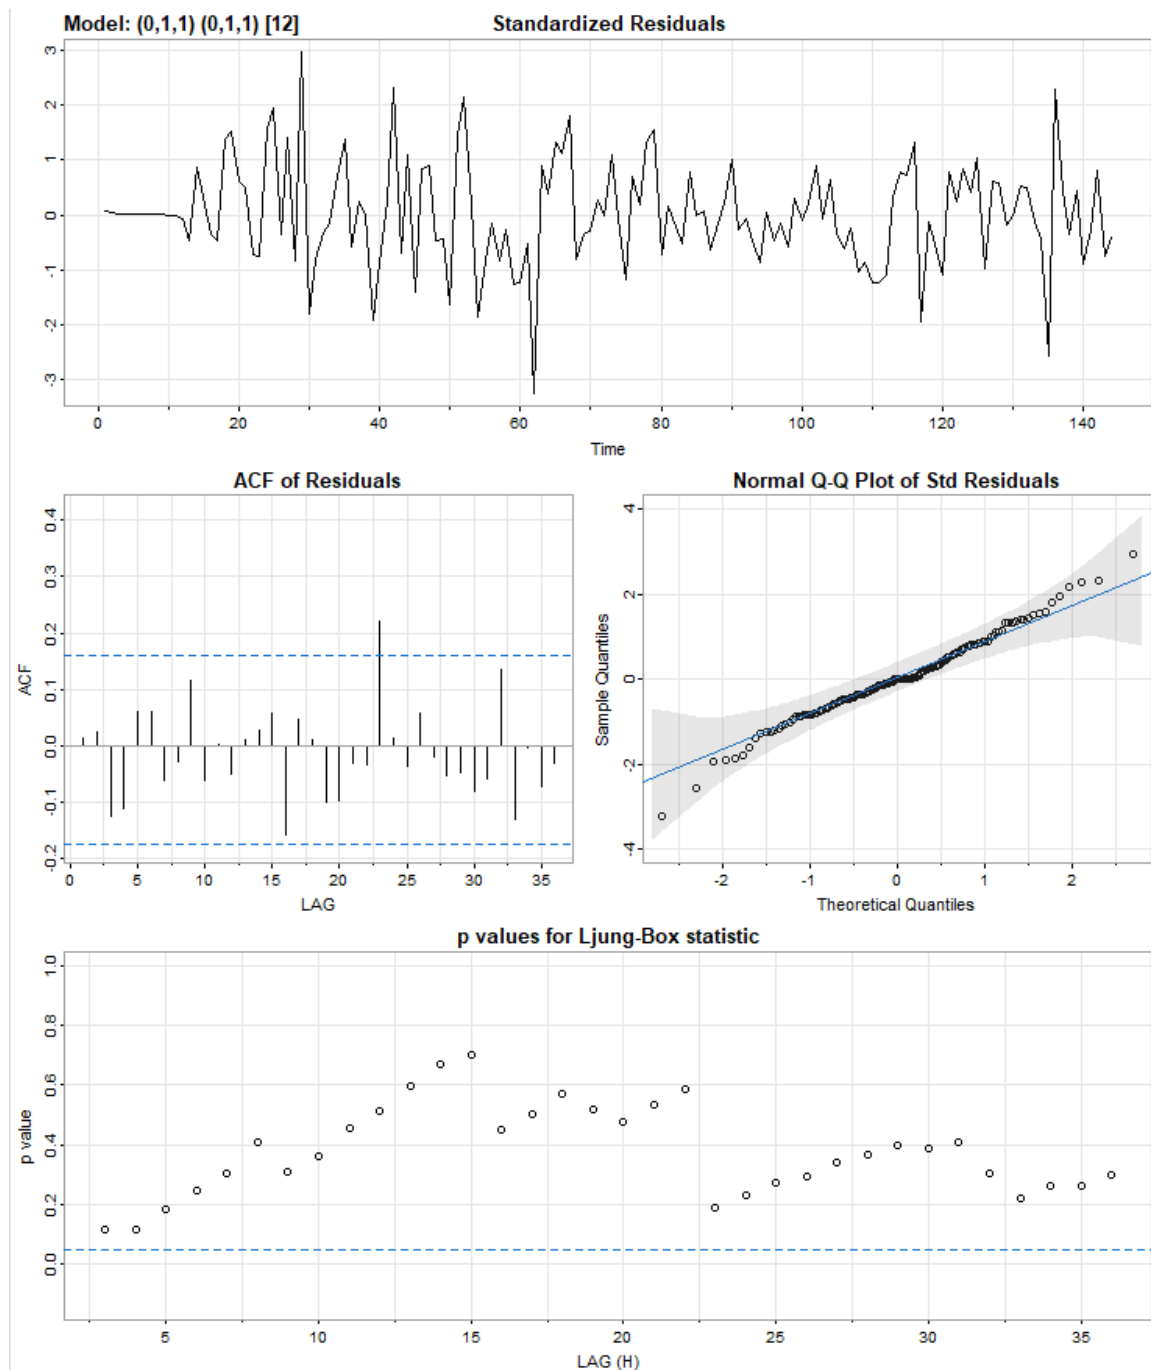 Model: (0,1,1) (0,1,1) [12]
Standardized Residuals
3
2
1
0
-1
-2
-3
0 20 40 60 80 100 120 140
Time
ACF of Residuals
ACF
0.4
0.3
0.2
0.1
0.0
-0.1
-0.2
0 5 10 15 20 25 30 35
LAG
Normal Q-Q Plot of Std Residuals
Sample Quantiles
4
2
0
-2
-4
-2 -1 0 1 2
Theoretical Quantiles
p values for Ljung-Box statistic
p value
1.0
0.8
0.6
0.4
0.2
0.0
5 10 15 20 25 30 35
LAG (H)